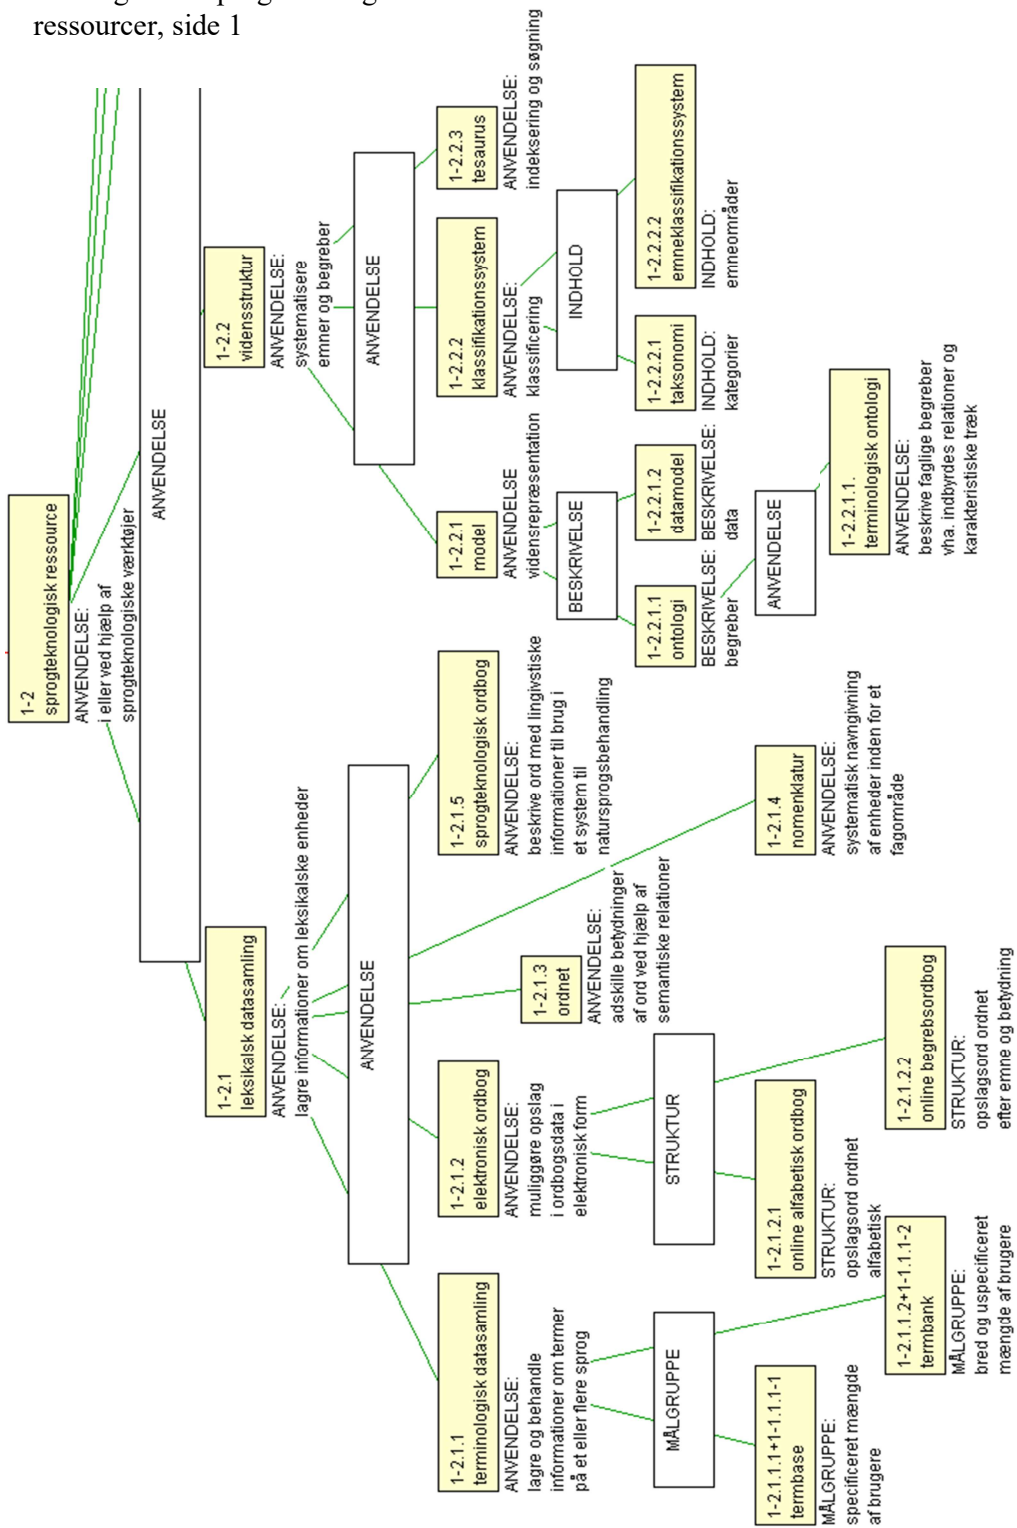 ressourcer, side 1
1-2
sprogteknologisk ressource
ANVENDELSE:
i eller ved hjælp af
sprogteknologiske værktøjer
ANVENDELSE
1-2.1
leksikalsk datasamling
ANVENDELSE:
lagre informationer om leksikalske enheder
ANVENDELSE
1-2.1.1
terminologisk datasamling
ANVENDELSE:
lagre og behandle
informationer om termer
på et eller flere sprog
MÅLGRUPPE
1-2.1.1.1+1-1.1.1-1
termbase
MÅLGRUPPE:
specificeret mængde
af brugere
1-2.1.1.2+1-1.1.1-2
termbank
MÅLGRUPPE:
bred og uspecificeret
mængde af brugere
1-2.1.2
elektronisk ordbog
ANVENDELSE:
muliggøre opslag
i ordbogsdata i
elektronisk form
STRUKTUR
1-2.1.2.1
online alfabetisk ordbog
STRUKTUR:
opslagsord ordnet
alfabetisk
1-2.1.2.2
online begrebsordbog
STRUKTUR:
opslagsord ordnet
efter emne og betydning
1-2.1.3
ordnet
ANVENDELSE:
adskille betydninger
af ord ved hjælp af
semantiske relationer
1-2.1.4
nomenklatur
ANVENDELSE:
systematisk navngivning
af enheder inden for et
fagområde
1-2.1.5
sprogteknologisk ordbog
ANVENDELSE:
beskrive ord med lingivstiske
informationer til brug i
et system til
natursprogsbehandling
1-2.2
vidensstruktur
ANVENDELSE:
systematisere
emner og begreber
ANVENDELSE
1-2.2.1
model
ANVENDELSE
vidensrepræsentation
BESKRIVELSE
1-2.2.1.1
ontologi
BESKRIVELSE:
begreber
ANVENDELSE
1-2.2.1.1.
terminologisk ontologi
ANVENDELSE:
beskrive faglige begreber
vha. indbyrdes relationer og
karakteristiske træk
1-2.2.1.2
datamodel
BESKRIVELSE:
data
1-2.2.2
klassifikationssystem
ANVENDELSE:
klassificering
INDHOLD
1-2.2.2.1
taksonomi
INDHOLD:
kategorier
1-2.2.2.2
emneklassifikationssystem
INDHOLD:
emneområder
1-2.2.3
tesaurus
ANVENDELSE:
indeksering og søgning